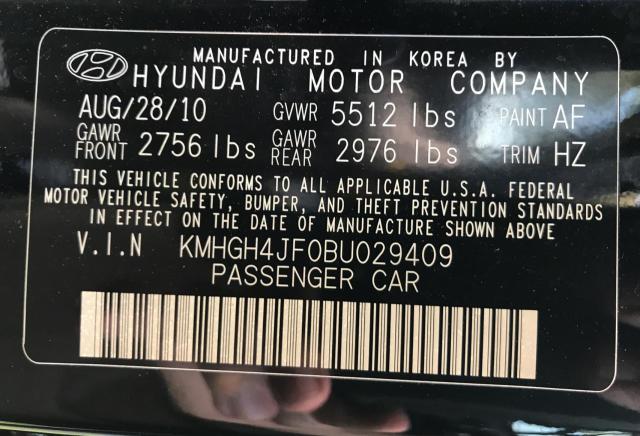 MANUFACTURED IN KOREA BY
HYUNDAI MOTOR COMPANY
AUG/28/10 GVWR 5512 lbs PAINT AF
GAWR FRONT 2756 lbs GAWR REAR 2976 lbs TRIM HZ
THIS VEHICLE CONFORMS TO ALL APPLICABLE U.S.A. FEDERAL
MOTOR VEHICLE SAFETY, BUMPER, AND THEFT PREVENTION STANDARDS
IN EFFECT ON THE DATE OF MANUFACTURE SHOWN ABOVE
V.I.N KMHGH4JF0BU029409
PASSENGER CAR